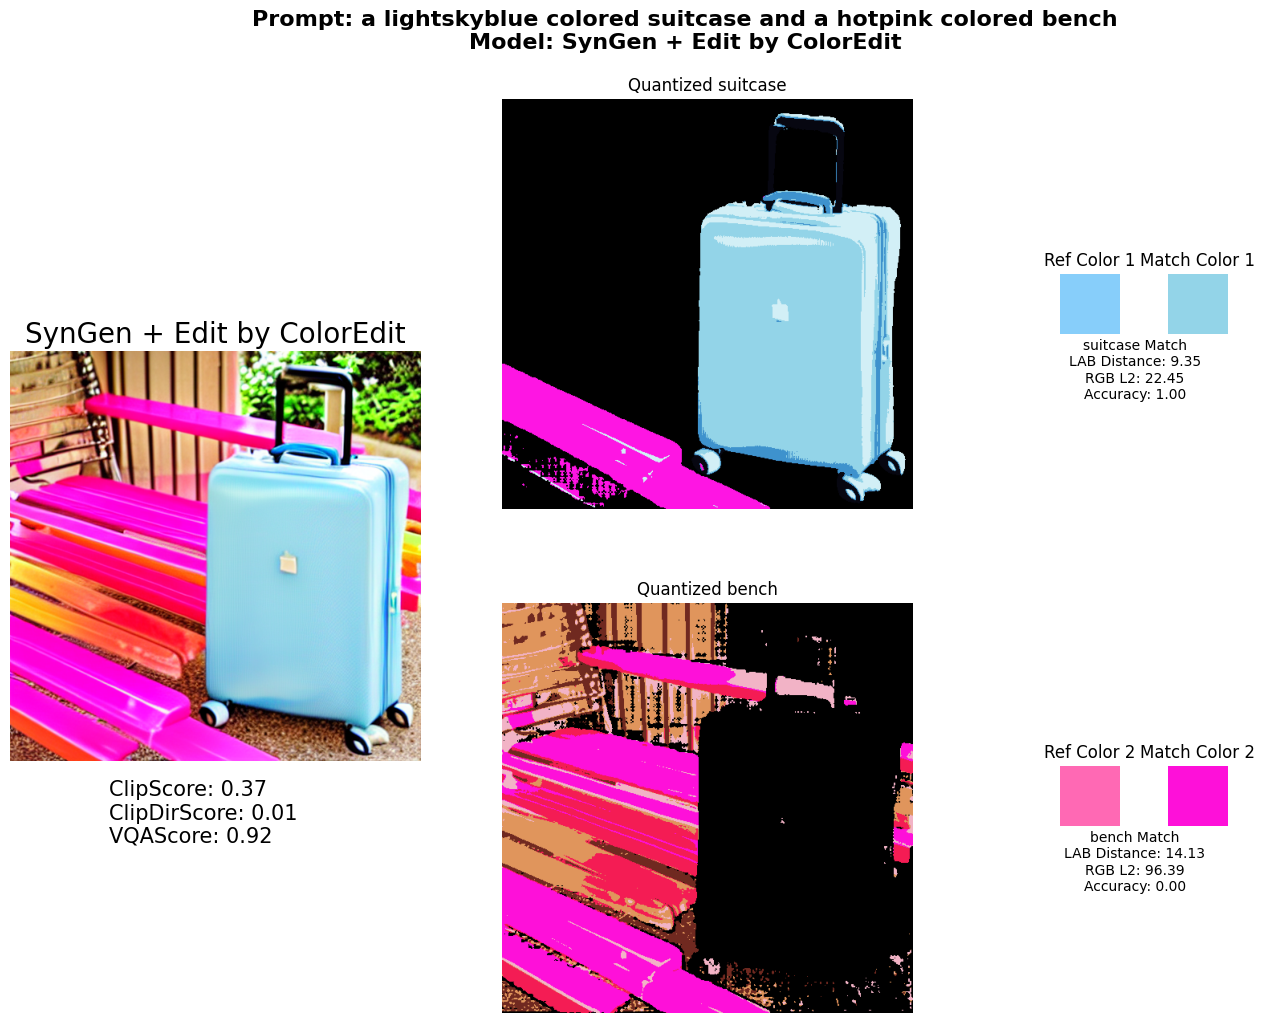 Prompt: a lightskyblue colored suitcase and a hotpink colored bench
Model: SynGen + Edit by ColorEdit
Quantized suitcase
Ref Color 1 Match Color 1
suitcase Match
LAB Distance: 9.35
RGB L2: 22.45
Accuracy: 1.00
SynGen + Edit by ColorEdit
ClipScore: 0.37
ClipDirScore: 0.01
VQAScore: 0.92
Quantized bench
Ref Color 2 Match Color 2
bench Match
LAB Distance: 14.13
RGB L2: 96.39
Accuracy: 0.00